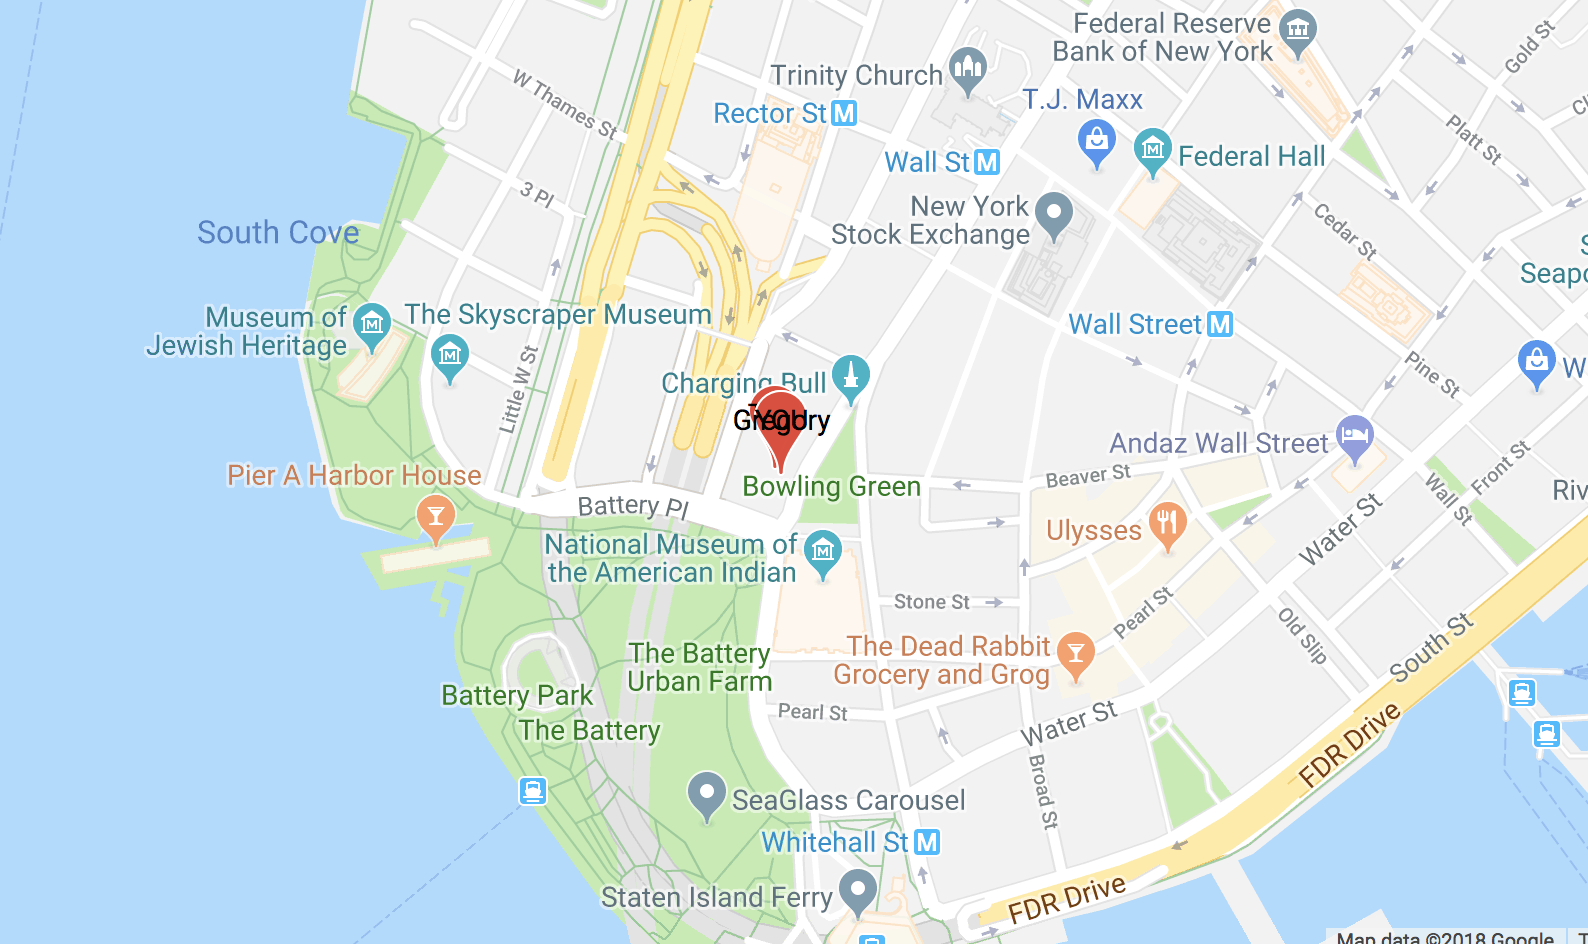 Federal Reserve
Bank of New York
Gold St
Trinity Church
W Thames St
T.J. Maxx
Rector St M
Platt St
Wall St M
Federal Hall
3 Pl
New York
Stock Exchange
Cedar St
South Cove
Seapo
Museum of
Jewish Heritage
The Skyscraper Museum
Wall Street M
Little W St
Pine St
W
Charging Bull
Gregory
YOU
Andaz Wall Street
Pier A Harbor House
Bowling Green
Beaver St
Wall St
Front St
Riv
Battery Pl
Water St
Ulysses
National Museum of
the American Indian
Stone St
Pearl St
Old Slip
South St
The Dead Rabbit
Grocery and Grog
The Battery
Urban Farm
Battery Park
Pearl St
The Battery
Water St
FDR Drive
Broad St
SeaGlass Carousel
Whitehall St M
Staten Island Ferry
FDR Drive
Map data ©2018 Google